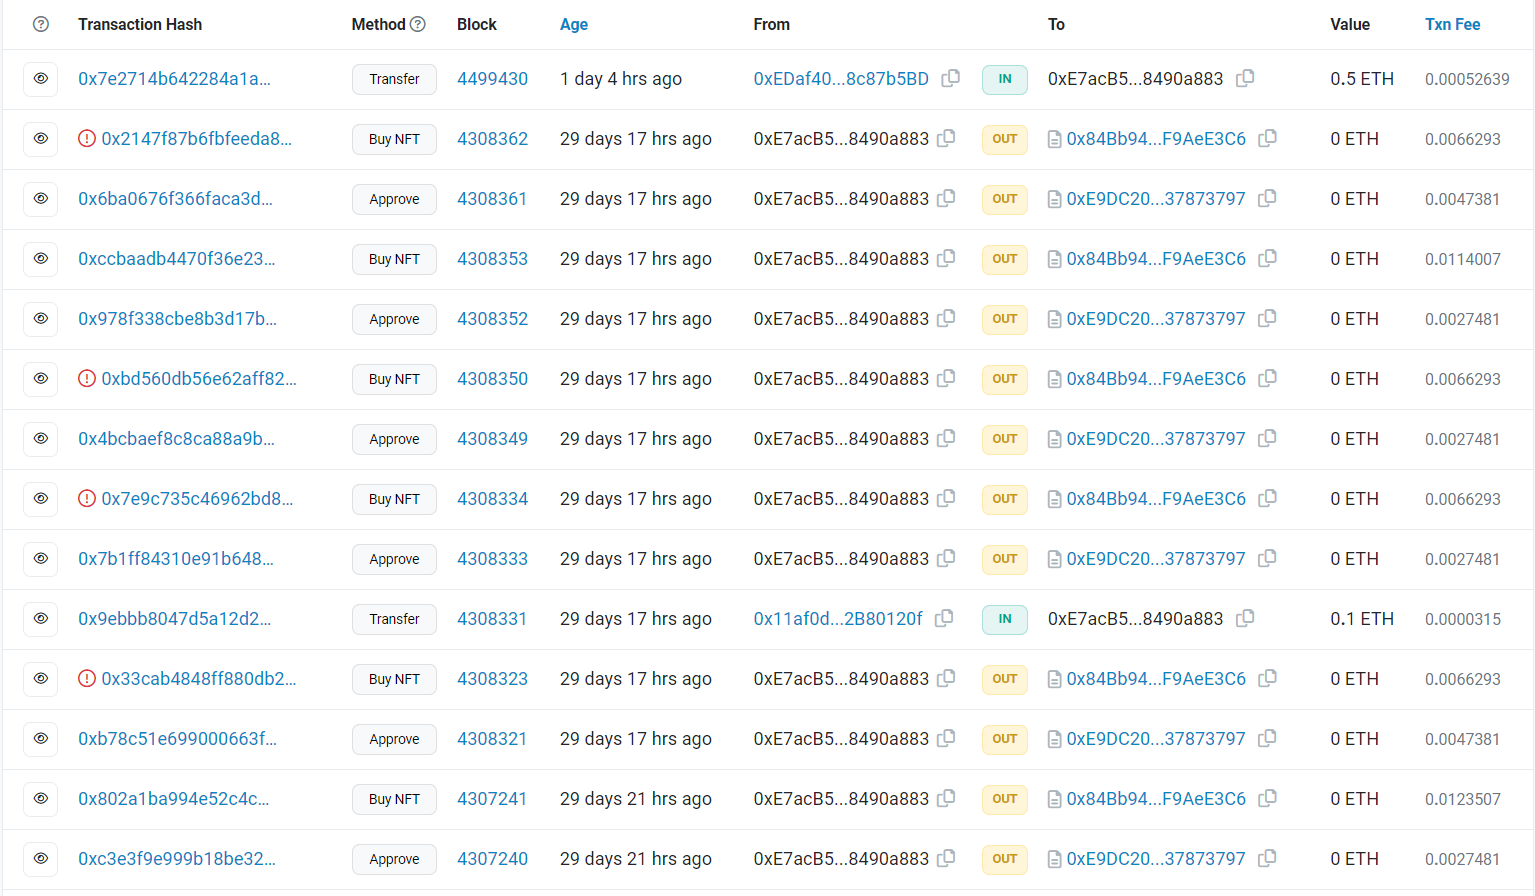 Transaction Hash Method Block Age From To Value Txn Fee
0x7e2714b642284a1a... Transfer 4499430 1 day 4 hrs ago 0xEDaf40...8c87b5BD IN 0xE7acB5...8490a883 0.5 ETH 0.00052639
0x2147f87b6fbfeeda8... Buy NFT 4308362 29 days 17 hrs ago 0xE7acB5...8490a883 OUT 0x84Bb94...F9AeE3C6 0 ETH 0.0066293
0x6ba0676f366faca3d... Approve 4308361 29 days 17 hrs ago 0xE7acB5...8490a883 OUT 0xE9DC20...37873797 0 ETH 0.0047381
0xccbaadb4470f36e23... Buy NFT 4308353 29 days 17 hrs ago 0xE7acB5...8490a883 OUT 0x84Bb94...F9AeE3C6 0 ETH 0.0114007
0x978f338cbe8b3d17b... Approve 4308352 29 days 17 hrs ago 0xE7acB5...8490a883 OUT 0xE9DC20...37873797 0 ETH 0.0027481
0xbd560db56e62aff82... Buy NFT 4308350 29 days 17 hrs ago 0xE7acB5...8490a883 OUT 0x84Bb94...F9AeE3C6 0 ETH 0.0066293
0x4bcbaef8c8ca88a9b... Approve 4308349 29 days 17 hrs ago 0xE7acB5...8490a883 OUT 0xE9DC20...37873797 0 ETH 0.0027481
0x7e9c735c46962bd8... Buy NFT 4308334 29 days 17 hrs ago 0xE7acB5...8490a883 OUT 0x84Bb94...F9AeE3C6 0 ETH 0.0066293
0x7b1ff84310e91b648... Approve 4308333 29 days 17 hrs ago 0xE7acB5...8490a883 OUT 0xE9DC20...37873797 0 ETH 0.0027481
0x9ebbb8047d5a12d2... Transfer 4308331 29 days 17 hrs ago 0x11af0d...2B80120f IN 0xE7acB5...8490a883 0.1 ETH 0.0000315
0x33cab4848ff880db2... Buy NFT 4308323 29 days 17 hrs ago 0xE7acB5...8490a883 OUT 0x84Bb94...F9AeE3C6 0 ETH 0.0066293
0xb78c51e699000663f... Approve 4308321 29 days 17 hrs ago 0xE7acB5...8490a883 OUT 0xE9DC20...37873797 0 ETH 0.0047381
0x802a1ba994e52c4c... Buy NFT 4307241 29 days 21 hrs ago 0xE7acB5...8490a883 OUT 0x84Bb94...F9AeE3C6 0 ETH 0.0123507
0xc3e3f9e999b18be32... Approve 4307240 29 days 21 hrs ago 0xE7acB5...8490a883 OUT 0xE9DC20...37873797 0 ETH 0.0027481